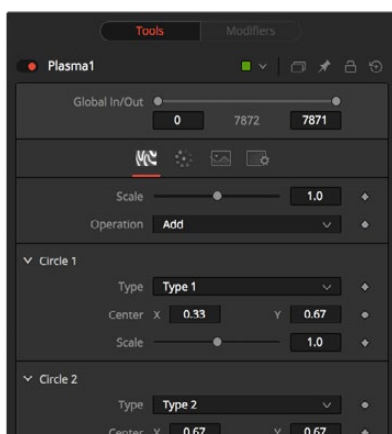 Tools Modifiers
Plasma1
Global In/Out
0 7872 7871
Scale 1.0
Operation Add
Circle 1
Type Type 1
Center X 0.33 Y 0.67
Scale 1.0
Circle 2
Type Type 2
Center X 0.67 Y 0.67